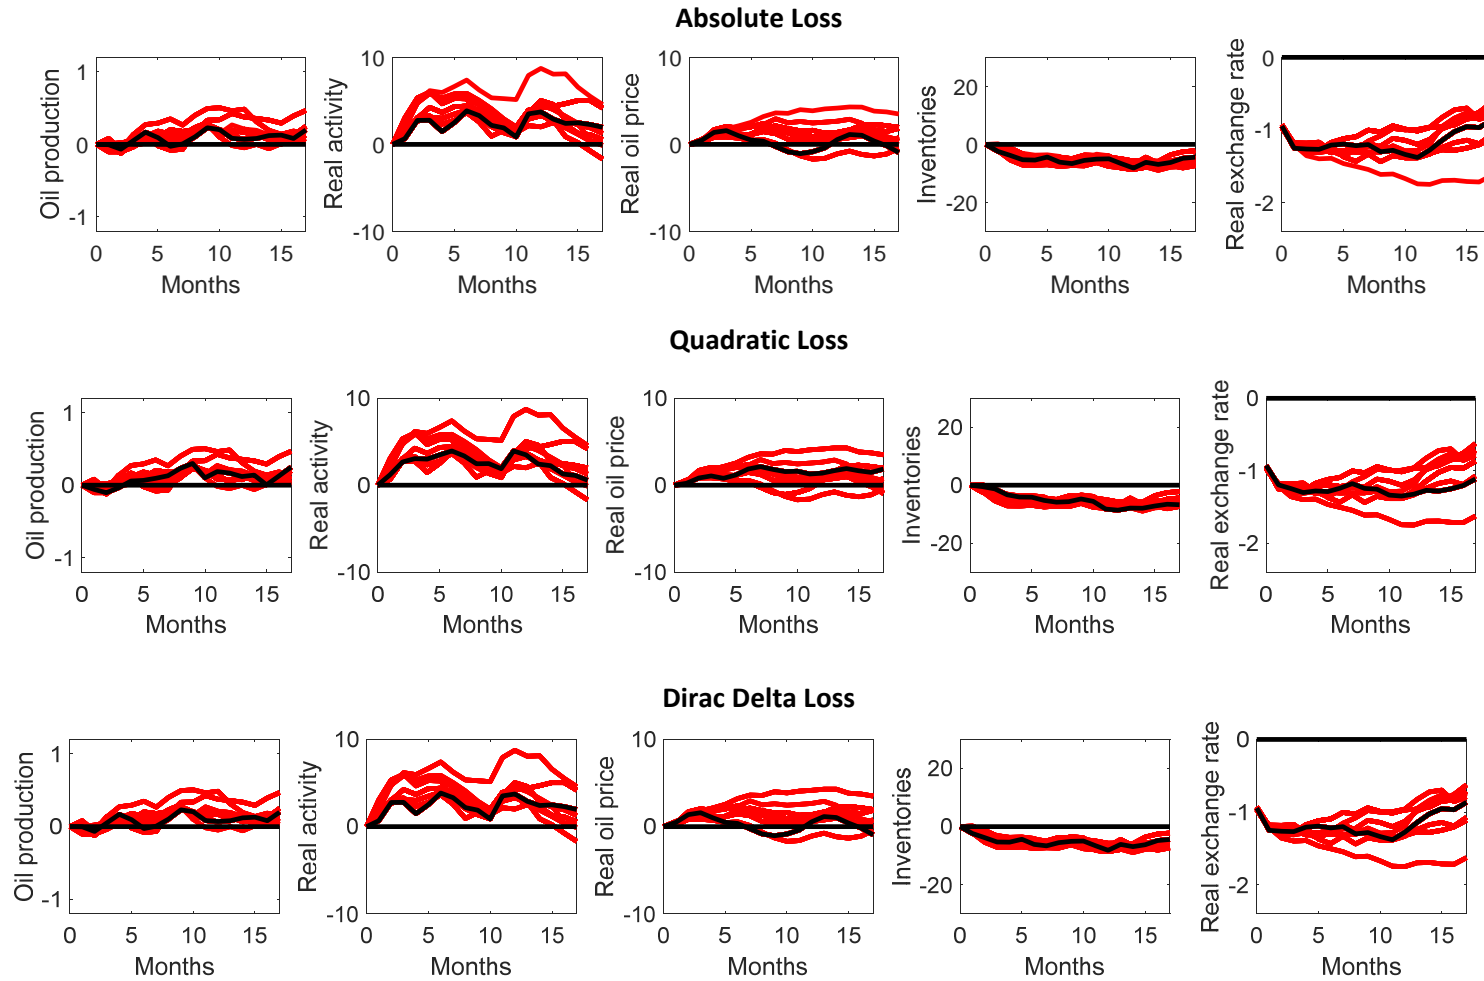 Absolute Loss
Oil production
1
0
-1
0 5 10 15
Months
Real activity
10
0
-10
0 5 10 15
Months
Real oil price
10
0
-10
0 5 10 15
Months
Inventories
20
0
-20
0 5 10 15
Months
Real exchange rate
0
-1
-2
0 5 10 15
Months
Quadratic Loss
Oil production
1
0
-1
0 5 10 15
Months
Real activity
10
0
-10
0 5 10 15
Months
Real oil price
10
0
-10
0 5 10 15
Months
Inventories
20
0
-20
0 5 10 15
Months
Real exchange rate
0
-1
-2
0 5 10 15
Months
Dirac Delta Loss
Oil production
1
0
-1
0 5 10 15
Months
Real activity
10
0
-10
0 5 10 15
Months
Real oil price
10
0
-10
0 5 10 15
Months
Inventories
20
0
-20
0 5 10 15
Months
Real exchange rate
0
-1
-2
0 5 10 15
Months